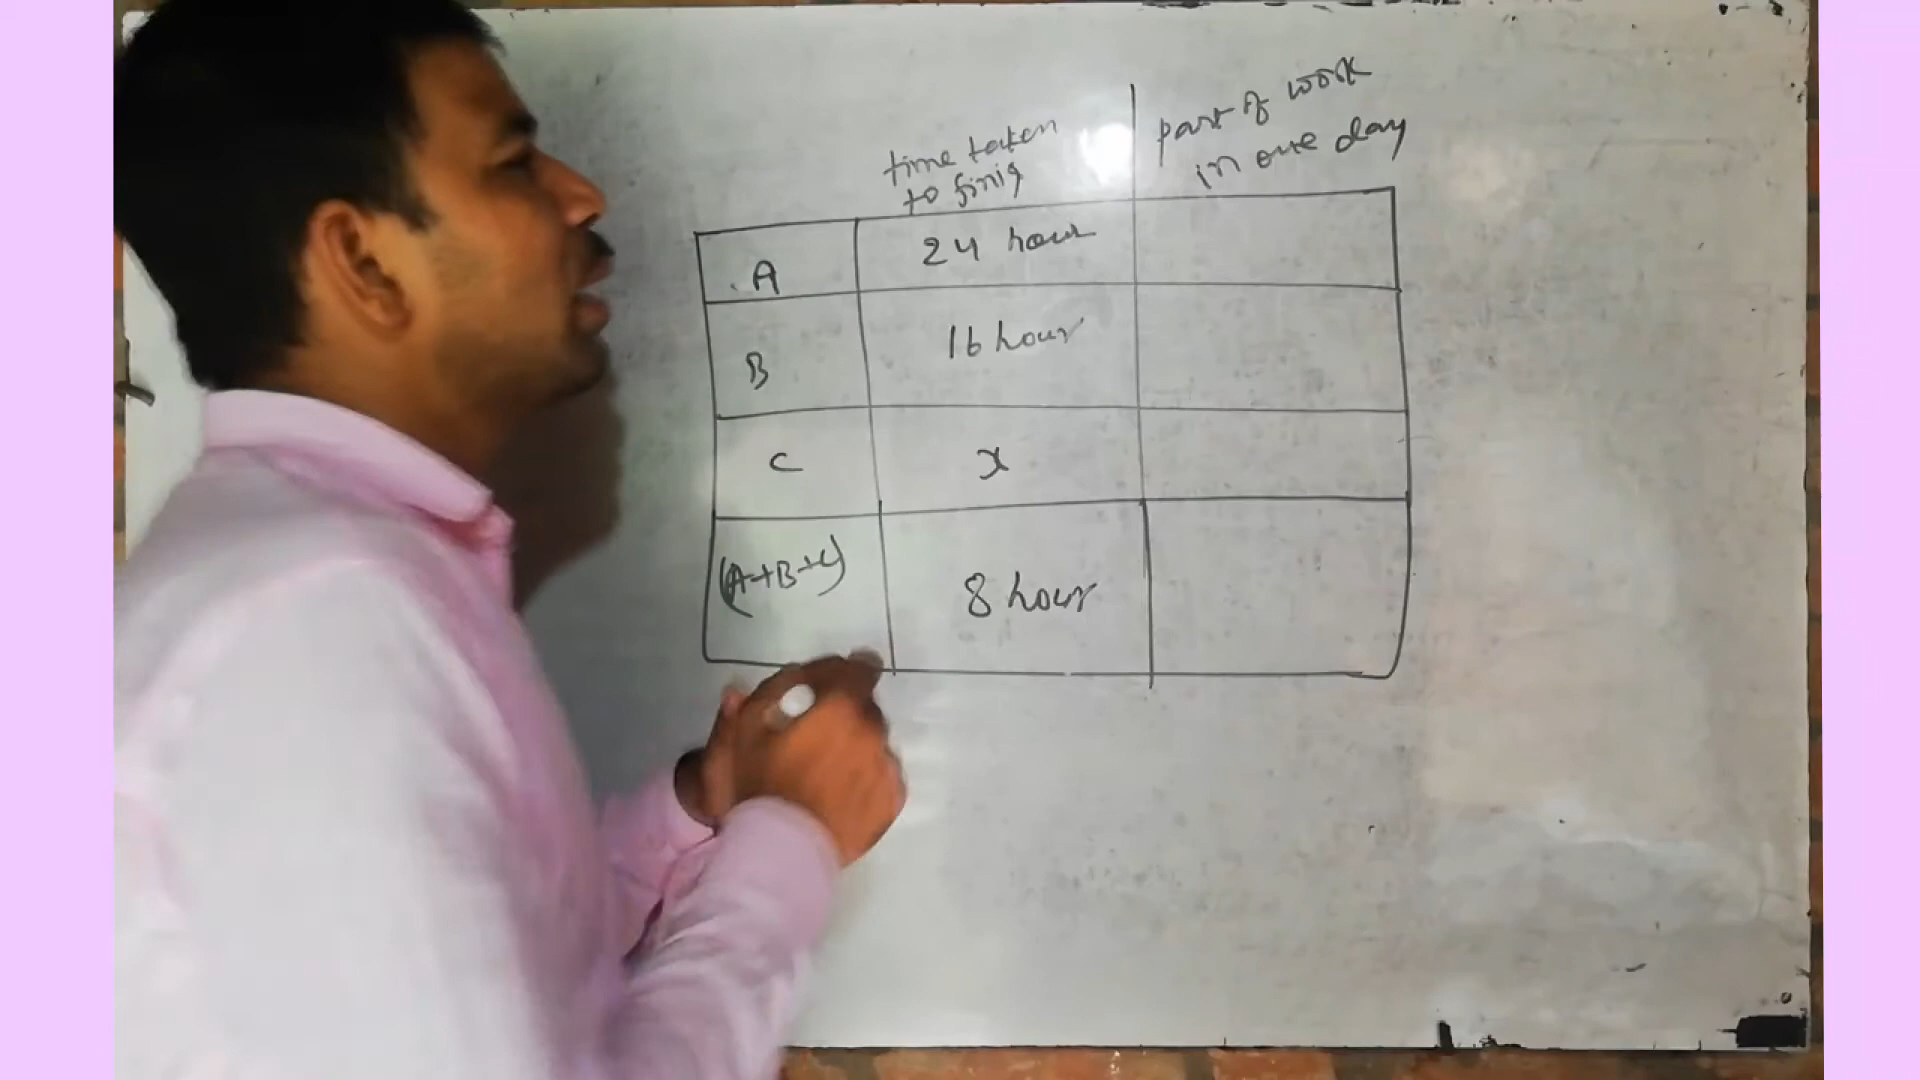 time taken
to finis
part of work
in one day
A
24 hour
B
16 hour
C
x
(A+B+C)
8 hour